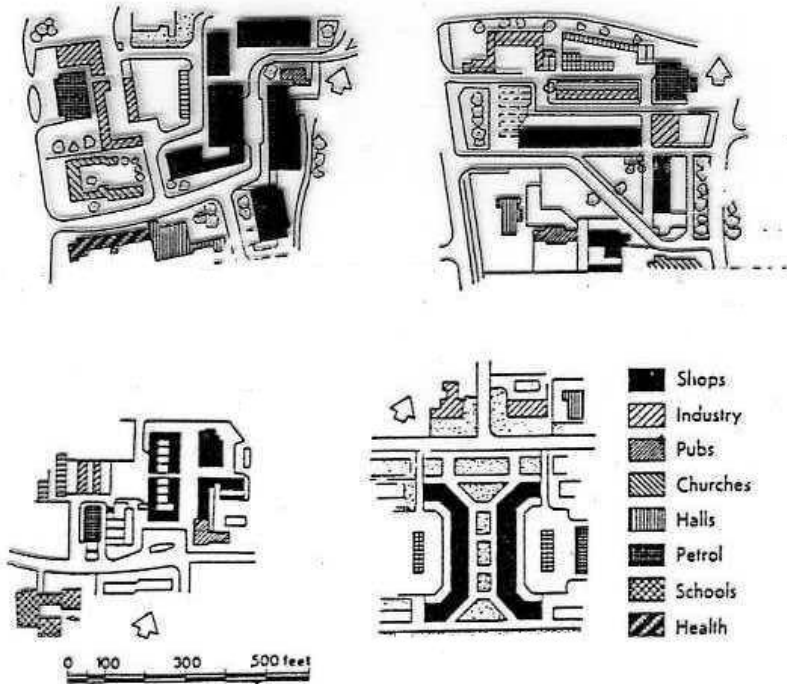 Shops
Industry
Pubs
Churches
Halls
Petrol
Schools
Health
0 100 300 500 feet